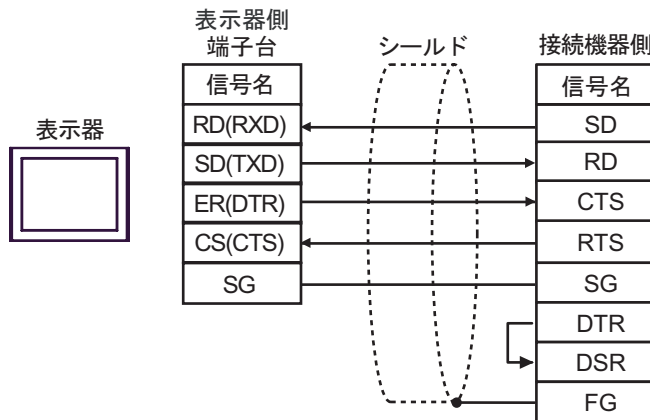 表示器側
端子台
シールド
接続機器側
信号名
信号名
表示器
RD(RXD)
SD
SD(TXD)
RD
ER(DTR)
CTS
CS(CTS)
RTS
SG
SG
DTR
DSR
FG